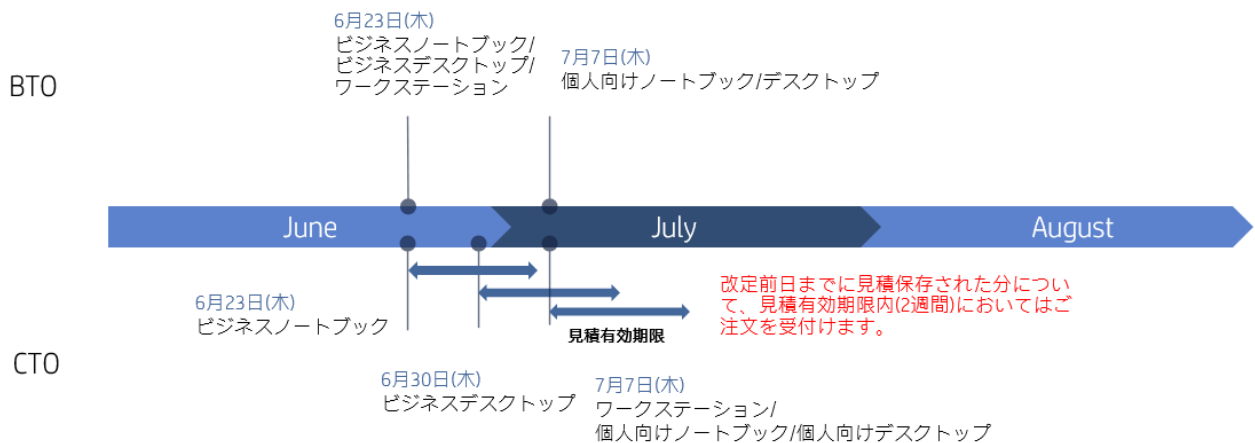 6月23日(木)
ビジネスノートブック/
ビジネスデスクトップ/
ワークステーション
7月7日(木)
個人向けノートブック/デスクトップ
BTO
June
July
August
6月23日(木)
ビジネスノートブック
改定前日までに見積保存された分につい
て、見積有効期限内(2週間)においてはご
注文を受付けます。
見積有効期限
CTO
6月30日(木)
ビジネスデスクトップ
7月7日(木)
ワークステーション/
個人向けノートブック/個人向けデスクトップ